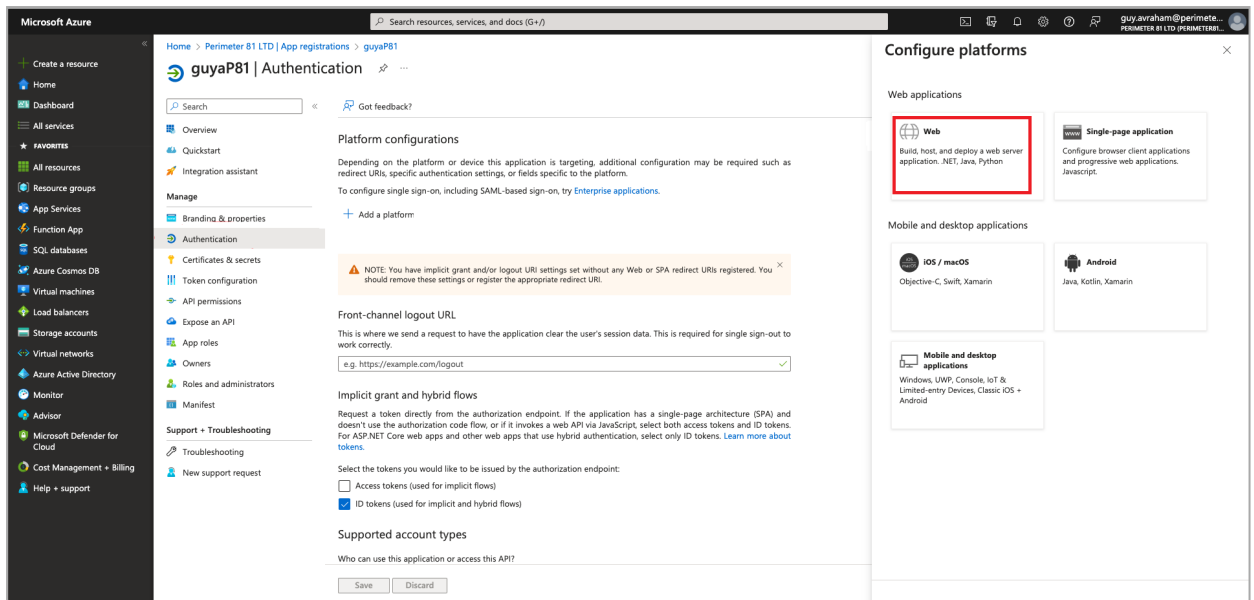 Microsoft Azure
Search resources, services, and docs (G+/)
guy.avraham@perimete...
PERIMETER 81 LTD (PERIMETER81...
«
Create a resource
Home
Dashboard
All services
FAVORITES
All resources
Resource groups
App Services
Function App
SQL databases
Azure Cosmos DB
Virtual machines
Load balancers
Storage accounts
Virtual networks
Azure Active Directory
Monitor
Advisor
Microsoft Defender for
Cloud
Cost Management + Billing
Help + support
Home > Perimeter 81 LTD | App registrations > guyaP81
guyaP81 | Authentication
Search
«
Overview
Quickstart
Integration assistant
Manage
Branding & properties
Authentication
Certificates & secrets
Token configuration
API permissions
Expose an API
App roles
Owners
Roles and administrators
Manifest
Support + Troubleshooting
Troubleshooting
New support request
Got feedback?
Platform configurations
Depending on the platform or device this application is targeting, additional configuration may be required such as
redirect URIs, specific authentication settings, or fields specific to the platform.
To configure single sign-on, including SAML-based sign-on, try Enterprise applications.
Add a platform
NOTE: You have implicit grant and/or logout URI settings set without any Web or SPA redirect URIs registered. You
should remove these settings or register the appropriate redirect URI.
Front-channel logout URL
This is where we send a request to have the application clear the user's session data. This is required for single sign-out to
work correctly.
e.g. https://example.com/logout
Implicit grant and hybrid flows
Request a token directly from the authorization endpoint. If the application has a single-page architecture (SPA) and
doesn't use the authorization code flow, or if it invokes a web API via JavaScript, select both access tokens and ID tokens.
For ASP.NET Core web apps and other web apps that use hybrid authentication, select only ID tokens. Learn more about
tokens.
Select the tokens you would like to be issued by the authorization endpoint:
Access tokens (used for implicit flows)
ID tokens (used for implicit and hybrid flows)
Supported account types
Who can use this application or access this API?
Save
Discard
Configure platforms
Web applications
Web
Build, host, and deploy a web server
application. .NET, Java, Python
Single-page application
Configure browser client applications
and progressive web applications.
Javascript.
Mobile and desktop applications
iOS / macOS
Objective-C, Swift, Xamarin
Android
Java, Kotlin, Xamarin
Mobile and desktop
applications
Windows, UWP, Console, IoT &
Limited-entry Devices, Classic iOS +
Android